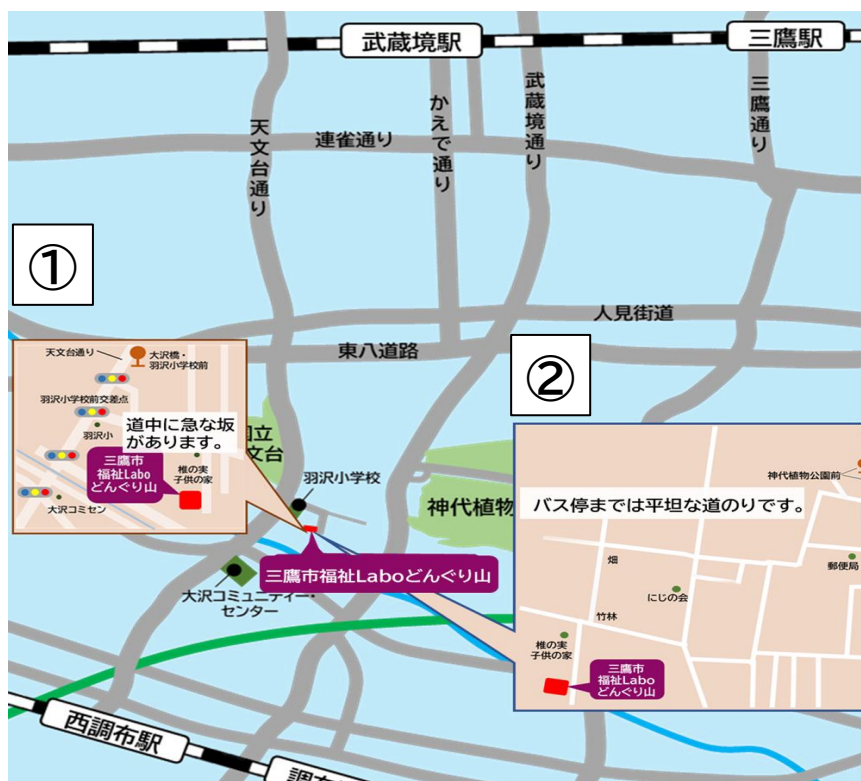 武蔵境駅
三鷹駅
天文台通り
連雀通り
かえで通り
武蔵境通り
三鷹通り
①
人見街道
東八道路
天文台通り
大沢橋・
羽沢小学校前
羽沢小学校前交差点
羽沢小
道中に急な坂
があります。
三鷹市
福祉Labo
どんぐり山
椎の実
子供の家
大沢コミセン
国立
文台
羽沢小学校
神代植物
三鷹市福祉Laboどんぐり山
大沢コミュニティー・
センター
②
神代植物公園前
バス停までは平坦な道のりです。
畑
郵便局
にじの会
竹林
椎の実
子供の家
三鷹市
福祉Labo
どんぐり山
西調布駅
調布